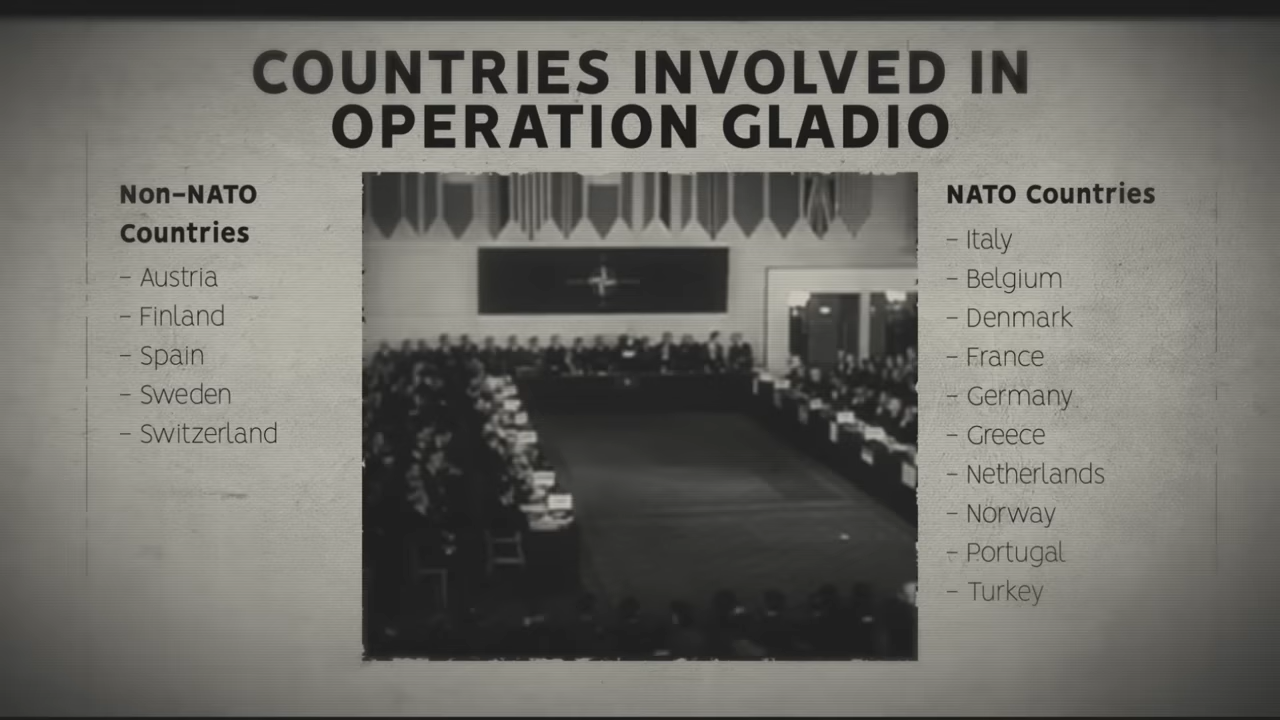 COUNTRIES INVOLVED IN
OPERATION GLADIO
Non-NATO
Countries
- Austria
- Finland
- Spain
- Sweden
- Switzerland
NATO Countries
- Italy
- Belgium
- Denmark
- France
- Germany
- Greece
- Netherlands
- Norway
- Portugal
- Turkey